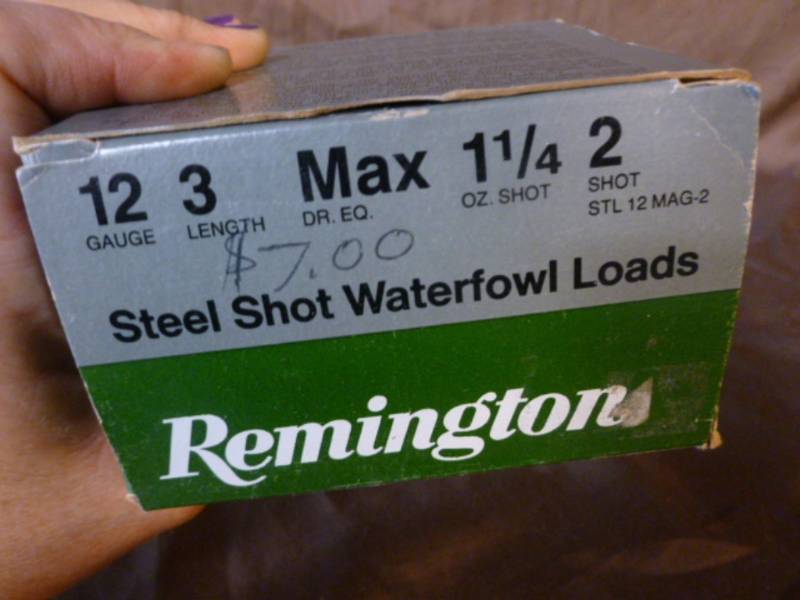 12 3 Max 1 1/4 2
GAUGE LENGTH DR. EQ. OZ. SHOT SHOT
STL 12 MAG-2
$7.00
Steel Shot Waterfowl Loads
Remington